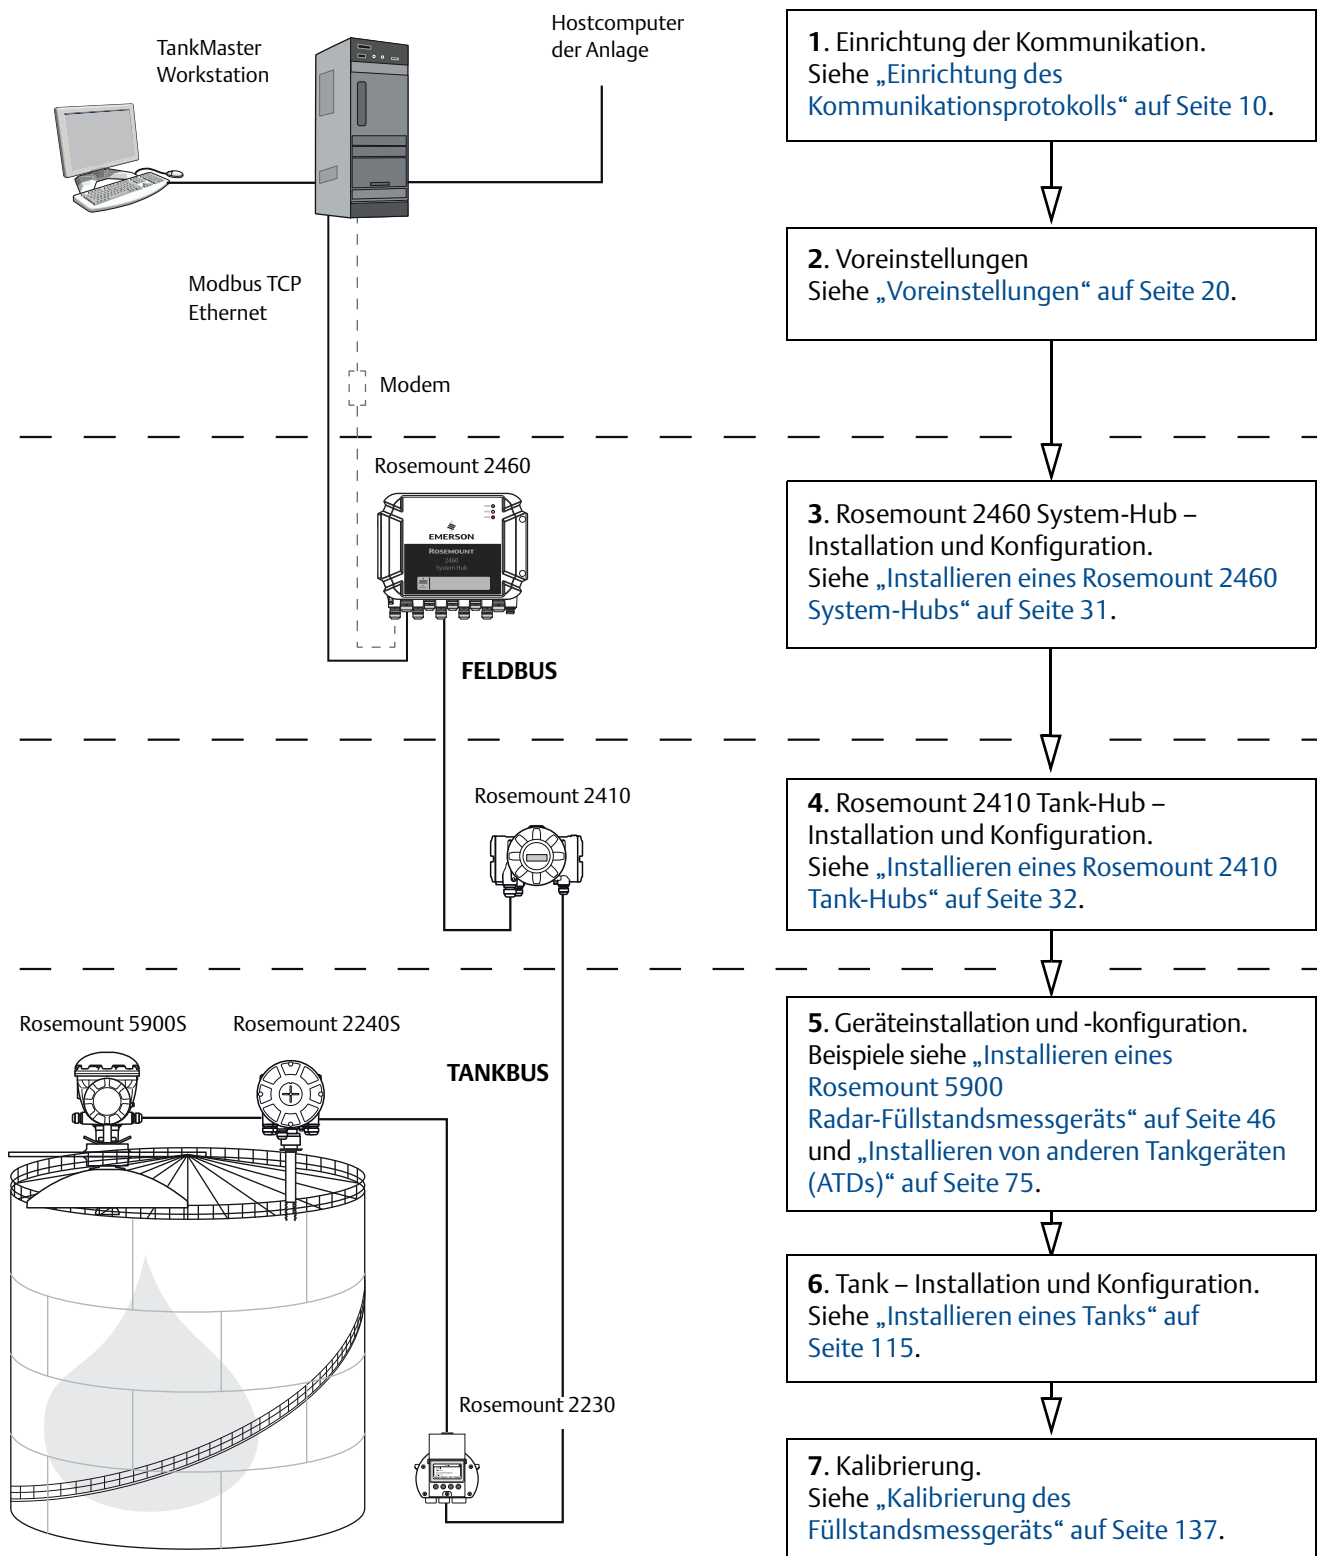 TankMaster
Workstation
Hostcomputer
der Anlage
Modbus TCP
Ethernet
Modem
Rosemount 2460
EMERSON
ROSEMOUNT
2460
System Hub
FELDBUS
Rosemount 2410
Rosemount 5900S
Rosemount 2240S
TANKBUS
Rosemount 2230
1. Einrichtung der Kommunikation.
Siehe „Einrichtung des
Kommunikationsprotokolls“ auf Seite 10.
2. Voreinstellungen
Siehe „Voreinstellungen“ auf Seite 20.
3. Rosemount 2460 System-Hub –
Installation und Konfiguration.
Siehe „Installieren eines Rosemount 2460
System-Hubs“ auf Seite 31.
4. Rosemount 2410 Tank-Hub –
Installation und Konfiguration.
Siehe „Installieren eines Rosemount 2410
Tank-Hubs“ auf Seite 32.
5. Geräteinstallation und -konfiguration.
Beispiele siehe „Installieren eines
Rosemount 5900
Radar-Füllstandsmessgeräts“ auf Seite 46
und „Installieren von anderen Tankgeräten
(ATDs)“ auf Seite 75.
6. Tank – Installation und Konfiguration.
Siehe „Installieren eines Tanks“ auf
Seite 115.
7. Kalibrierung.
Siehe „Kalibrierung des
Füllstandsmessgeräts“ auf Seite 137.